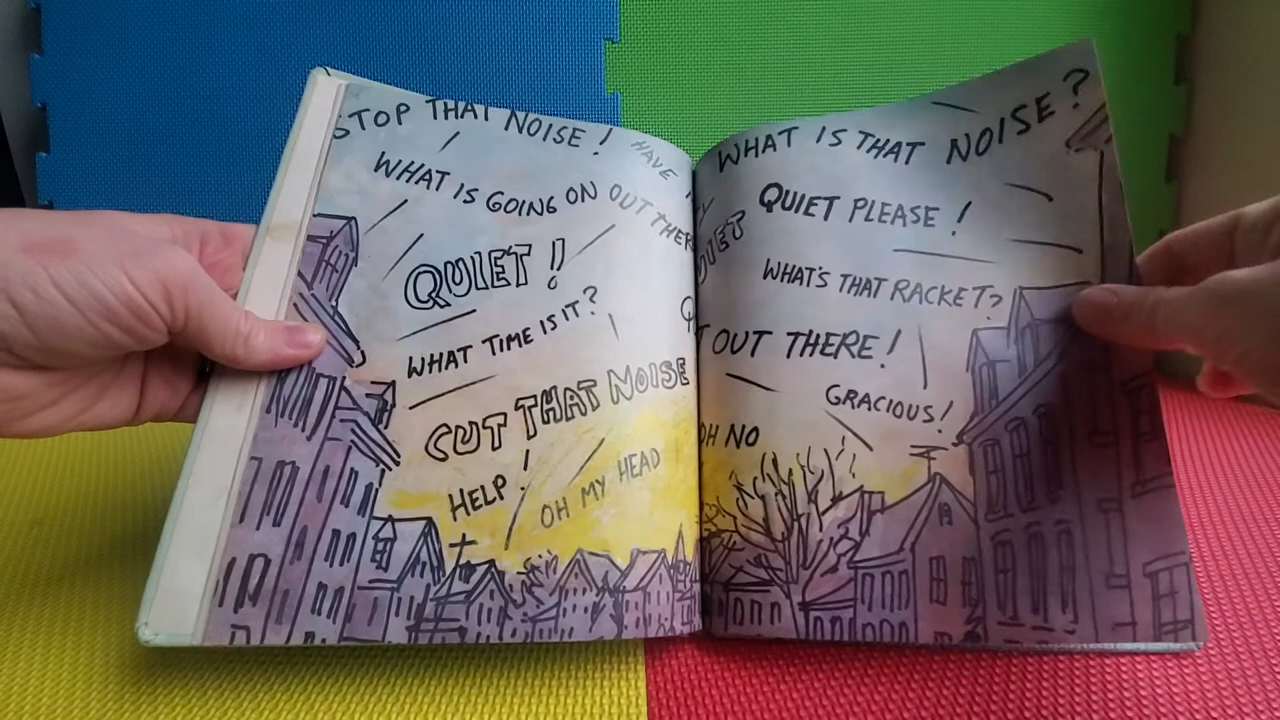 STOP THAT NOISE!
WHAT IS GOING ON OUT THERE
HAVE
QUIET!
WHAT TIME IS IT?
CUT THAT NOISE
HELP!
OH MY HEAD
WHAT IS THAT NOISE?
QUIET PLEASE!
WHAT'S THAT RACKET?
OUT THERE!
GRACIOUS!
OH NO